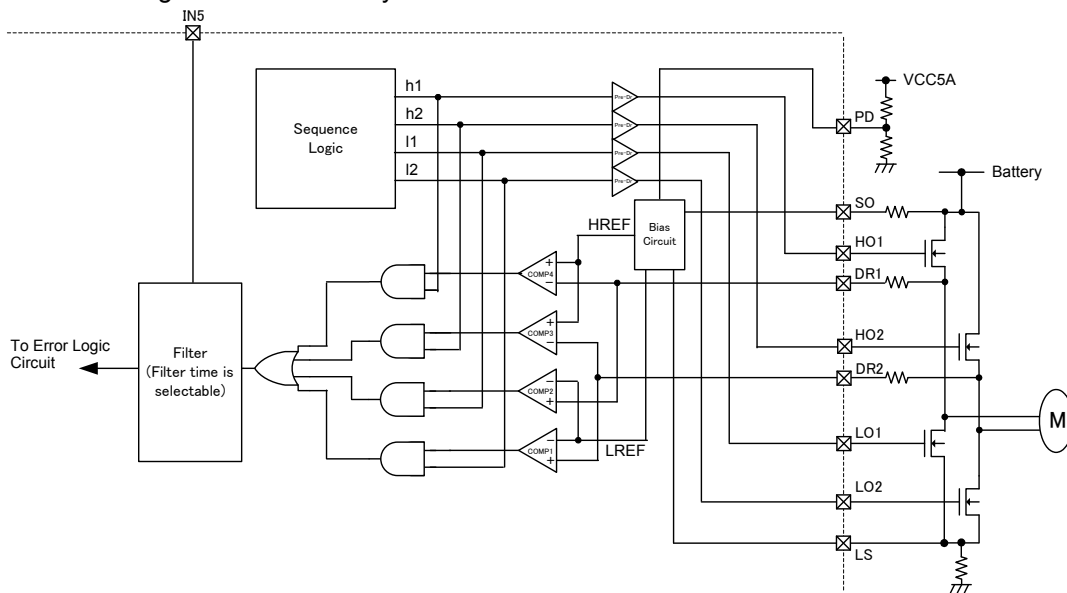 IN5
VCC5A
h1
h2
l1
l2
Sequence
Logic
Pre-Dr
Pre-Dr
Pre-Dr
Pre-Dr
PD
Battery
SO
HREF
Bias
Circuit
HO1
COMP4
+
−
DR1
To Error Logic
Circuit
Filter
(Filter time is
selectable)
COMP3
+
−
HO2
DR2
COMP2
−
+
M
LO1
COMP1
−
+
LREF
LO2
LS